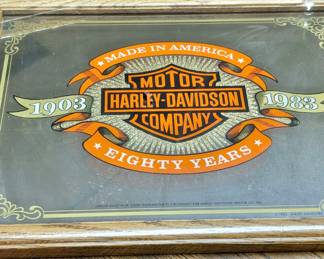 MADE IN AMERICA
MOTOR
1903 HARLEY-DAVIDSON 1983
COMPANY
EIGHTY YEARS